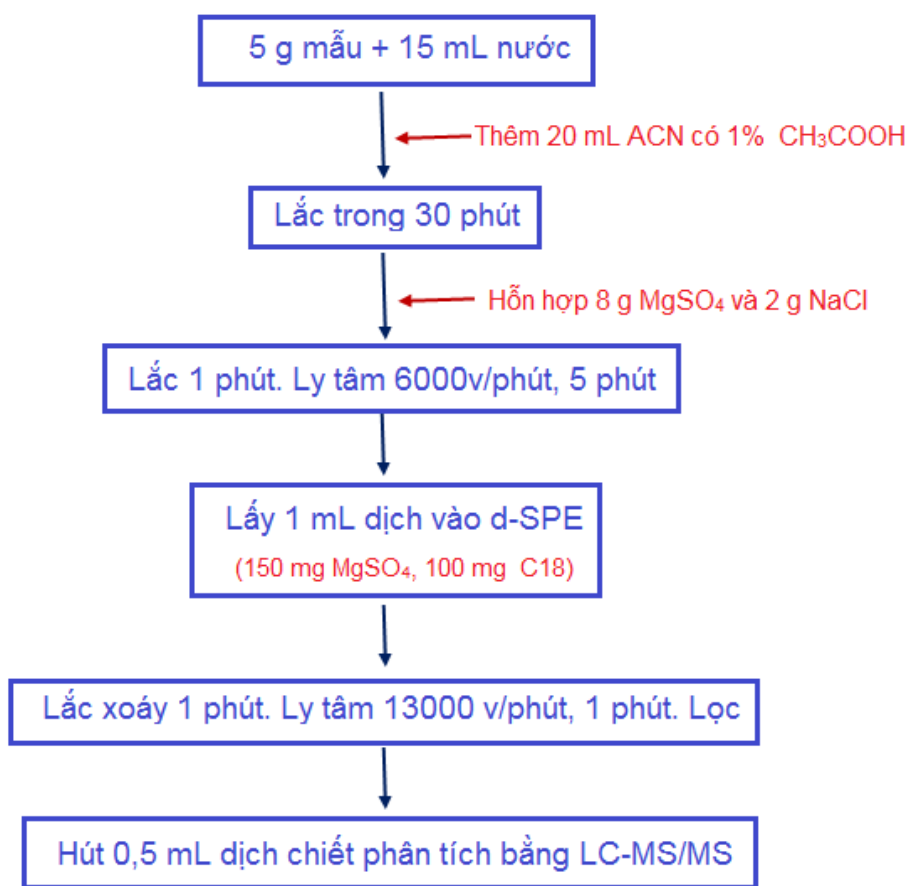 5 g mẫu + 15 mL nước
Thêm 20 mL ACN có 1% CH₃COOH
Lắc trong 30 phút
Hỗn hợp 8 g MgSO₄ và 2 g NaCl
Lắc 1 phút. Ly tâm 6000v/phút, 5 phút
Lấy 1 mL dịch vào d-SPE
(150 mg MgSO₄, 100 mg C18)
Lắc xoáy 1 phút. Ly tâm 13000 v/phút, 1 phút. Lọc
Hút 0,5 mL dịch chiết phân tích bằng LC-MS/MS